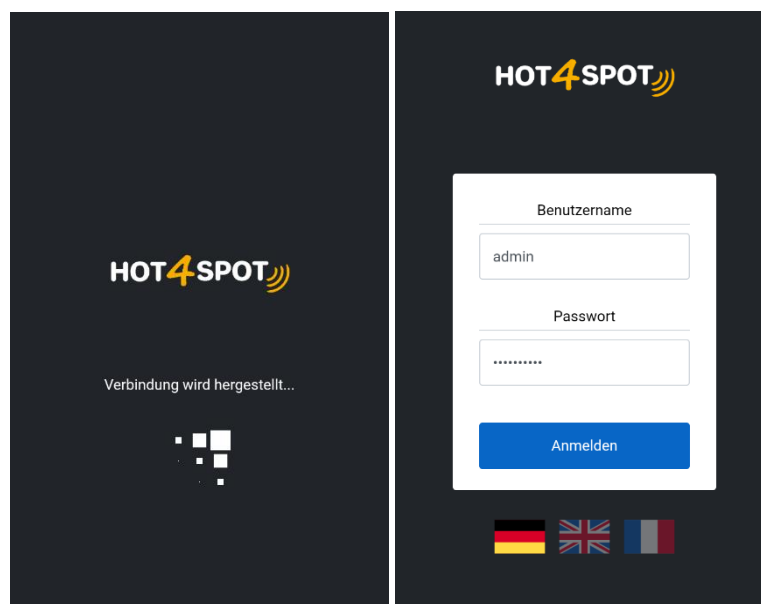 HOT4SPOT
Verbindung wird hergestellt...
HOT4SPOT
Benutzername
admin
Passwort
••••••••••
Anmelden